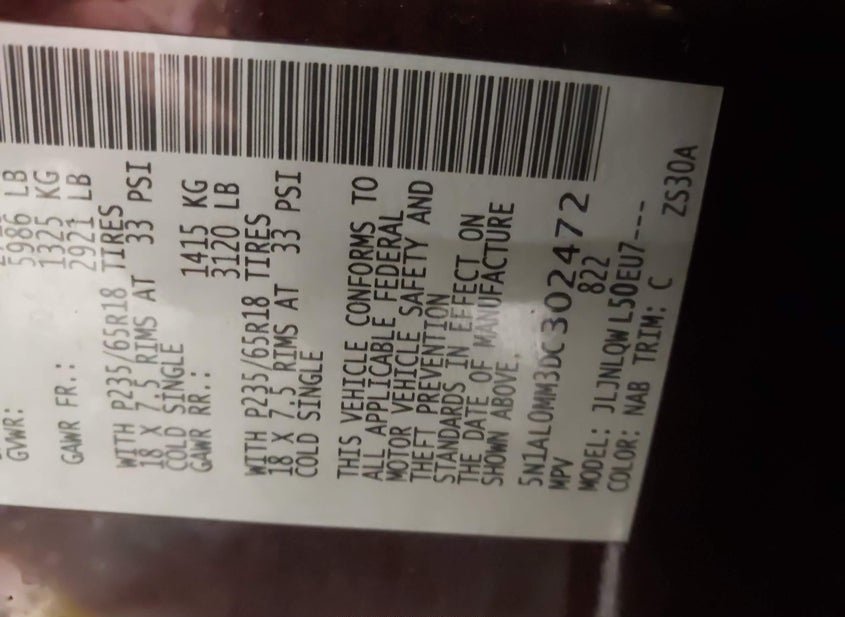 5986 LB
GVWR:
1325 KG
GAWR FR.: 2921 LB
WITH P235/65R18 TIRES
18 X 7.5 RIMS AT 33 PSI
COLD SINGLE
GAWR RR.: 1415 KG
3120 LB
WITH P235/65R18 TIRES
18 X 7.5 RIMS AT 33 PSI
COLD SINGLE
THIS VEHICLE CONFORMS TO
ALL APPLICABLE FEDERAL
MOTOR VEHICLE SAFETY AND
THEFT PREVENTION
STANDARDS IN EFFECT ON
THE DATE OF MANUFACTURE
SHOWN ABOVE.
5N1AL0MM3DC302472
MPV 822
MODEL: JLJNLQWL50EU7---
COLOR: NAB TRIM: C ZS30A